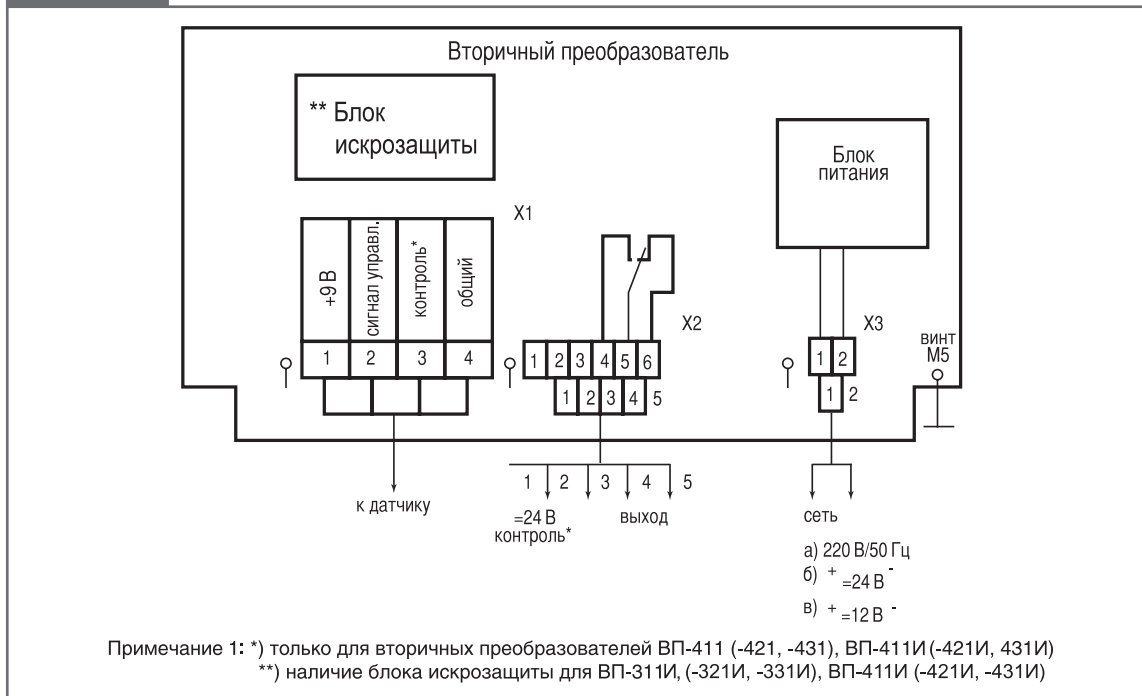 Вторичный преобразователь
** Блок
искрозащиты
Блок
питания
X1
+9 В
сигнал управл.
контроль*
общий
1 2 3 4
X2
1 2 3 4 5 6
1 2 3 4 5
X3
1 2
1 2
винт
М5
к датчику
1 2 3 4 5
=24 В
контроль*
выход
сеть
а) 220 В/50 Гц
б) + =24 В -
в) + =12 В -
Примечание 1: *) только для вторичных преобразователей ВП-411 (-421, -431), ВП-411И (-421И, 431И)
**) наличие блока искрозащиты для ВП-311И, (-321И, -331И), ВП-411И (-421И, -431И)